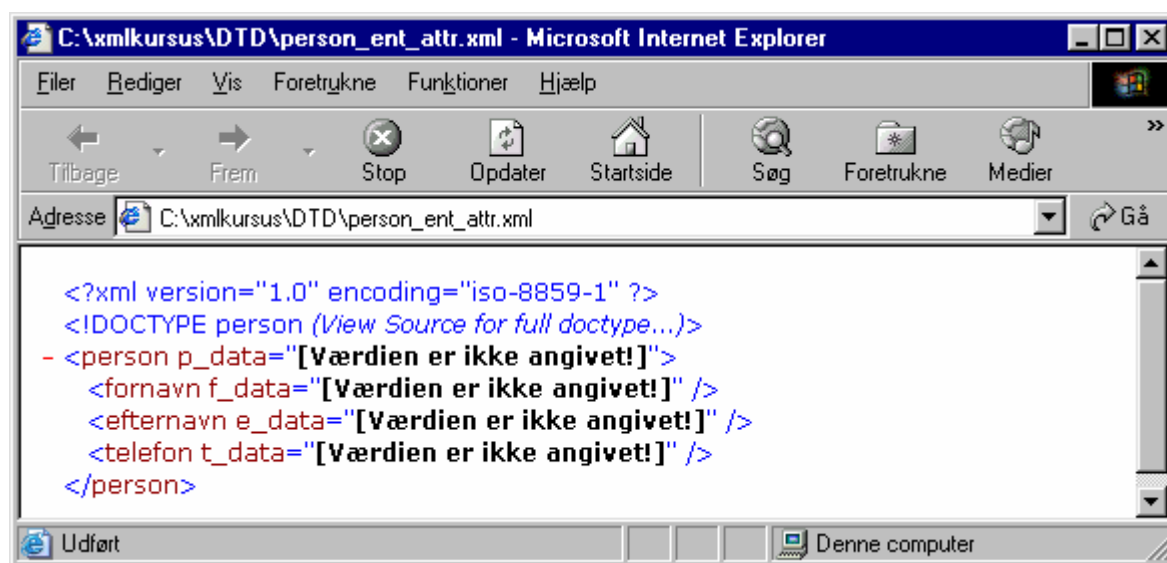 C:\xmlkursus\DTD\person_ent_attr.xml - Microsoft Internet Explorer
Filer Rediger Vis Foretrukne Funktioner Hjælp
Tilbage Frem Stop Opdater Startside Søg Foretrukne Medier »
Adresse C:\xmlkursus\DTD\person_ent_attr.xml Gå
<?xml version="1.0" encoding="iso-8859-1" ?>
<!DOCTYPE person (View Source for full doctype...)>
- <person p_data="[Værdien er ikke angivet!]">
<fornavn f_data="[Værdien er ikke angivet!]" />
<efternavn e_data="[Værdien er ikke angivet!]" />
<telefon t_data="[Værdien er ikke angivet!]" />
</person>
Udført Denne computer